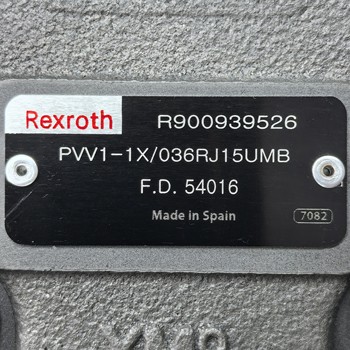 Rexroth R900939526
PVV1-1X/036RJ15UMB
F.D. 54016
Made in Spain 7082